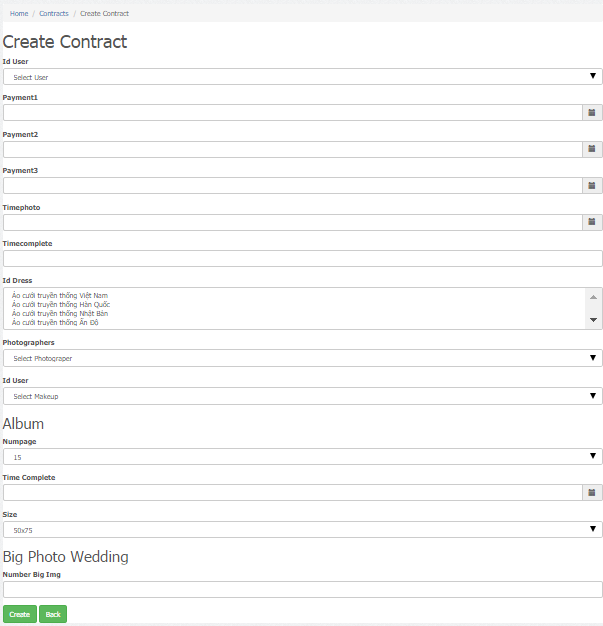 Home / Contracts / Create Contract
Create Contract
Id User
Select User
Payment1
Payment2
Payment3
Timephoto
Timecomplete
Id Dress
Áo cưới truyền thống Việt Nam
Áo cưới truyền thống Hàn Quốc
Áo cưới truyền thống Nhật Bản
Áo cưới truyền thống Ấn Độ
Photographers
Select Photograper
Id User
Select Makeup
Album
Numpage
15
Time Complete
Size
50x75
Big Photo Wedding
Number Big Img
Create Back